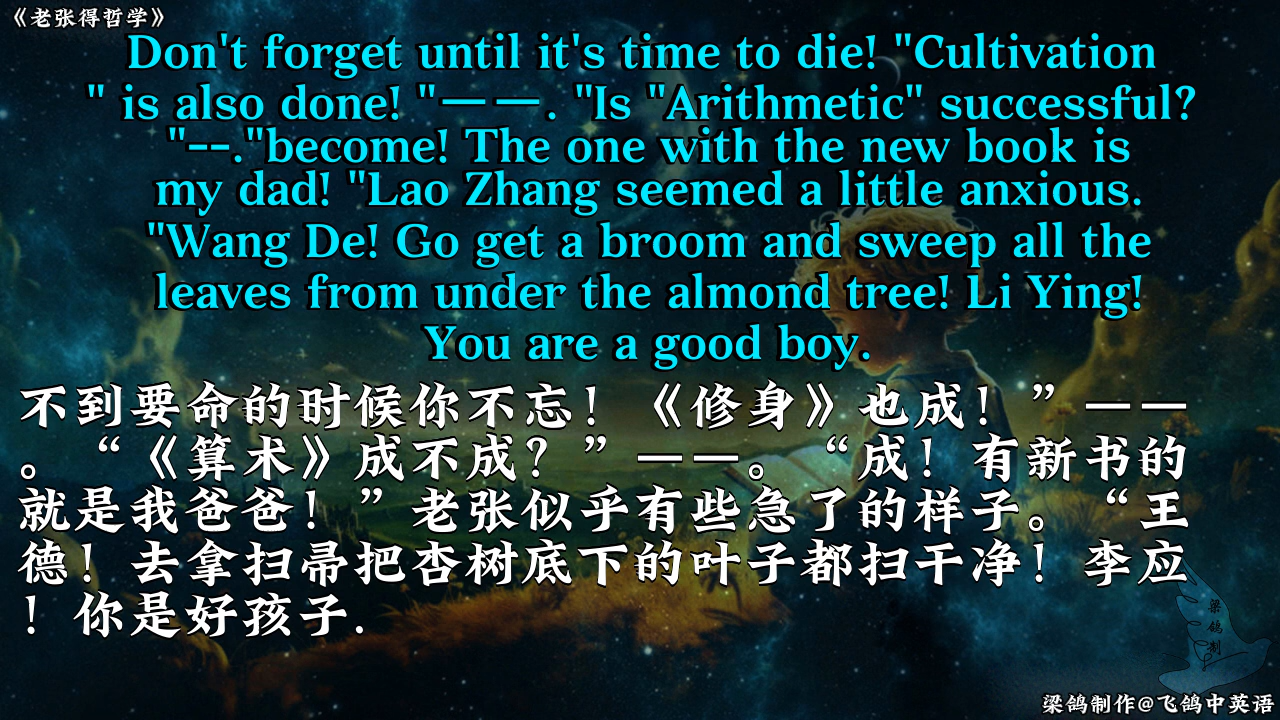 《老张得哲学》
Don't forget until it's time to die! "Cultivation
" is also done! "——. "Is "Arithmetic" successful?
"--."become! The one with the new book is
my dad! "Lao Zhang seemed a little anxious.
"Wang De! Go get a broom and sweep all the
leaves from under the almond tree! Li Ying!
You are a good boy.
不到要命的时候你不忘！《修身》也成！”——
。“《算术》成不成？”——。“成！有新书的
就是我爸爸！”老张似乎有些急了的样子。“王
德！去拿扫帚把杏树底下的叶子都扫干净！李应
！你是好孩子.
梁鸽制
梁鸽制作@飞鸽中英语